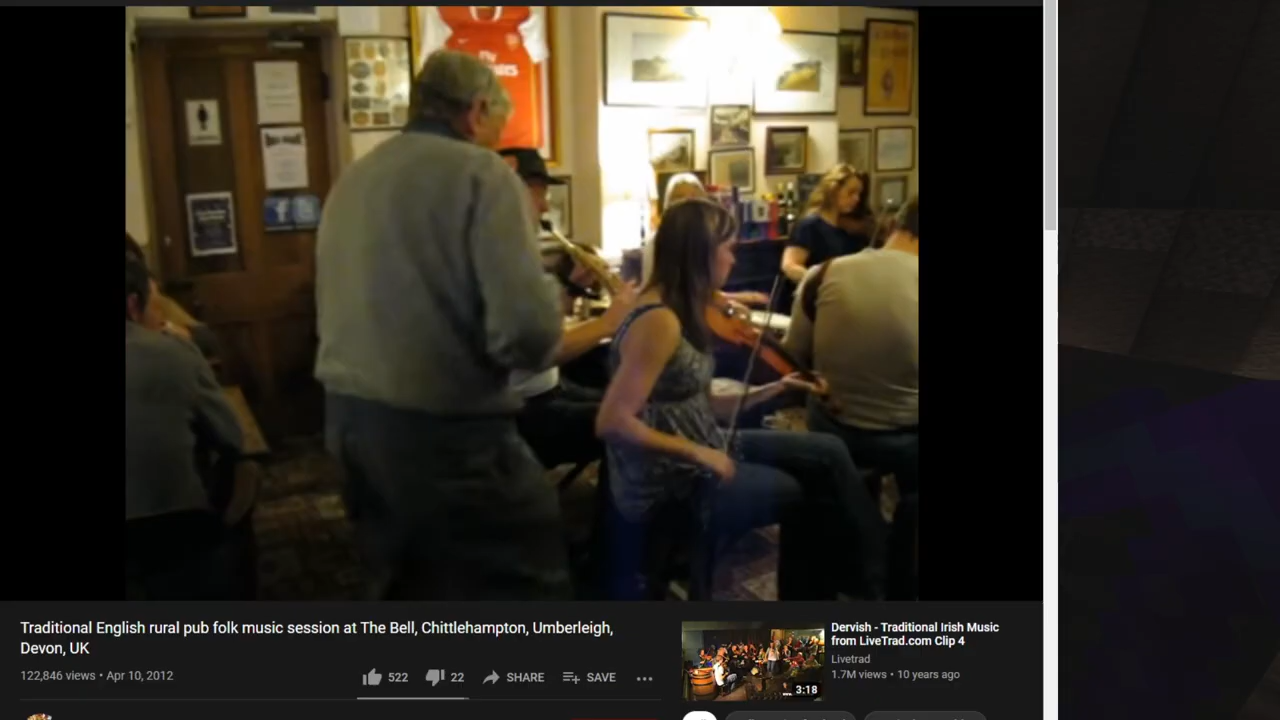 Fly
Traditional English rural pub folk music session at The Bell, Chittlehampton, Umberleigh,
Devon, UK
122,846 views • Apr 10, 2012
522
22
SHARE
SAVE
Dervish - Traditional Irish Music
from LiveTrad.com Clip 4
Livetrad
1.7M views • 10 years ago
3:18